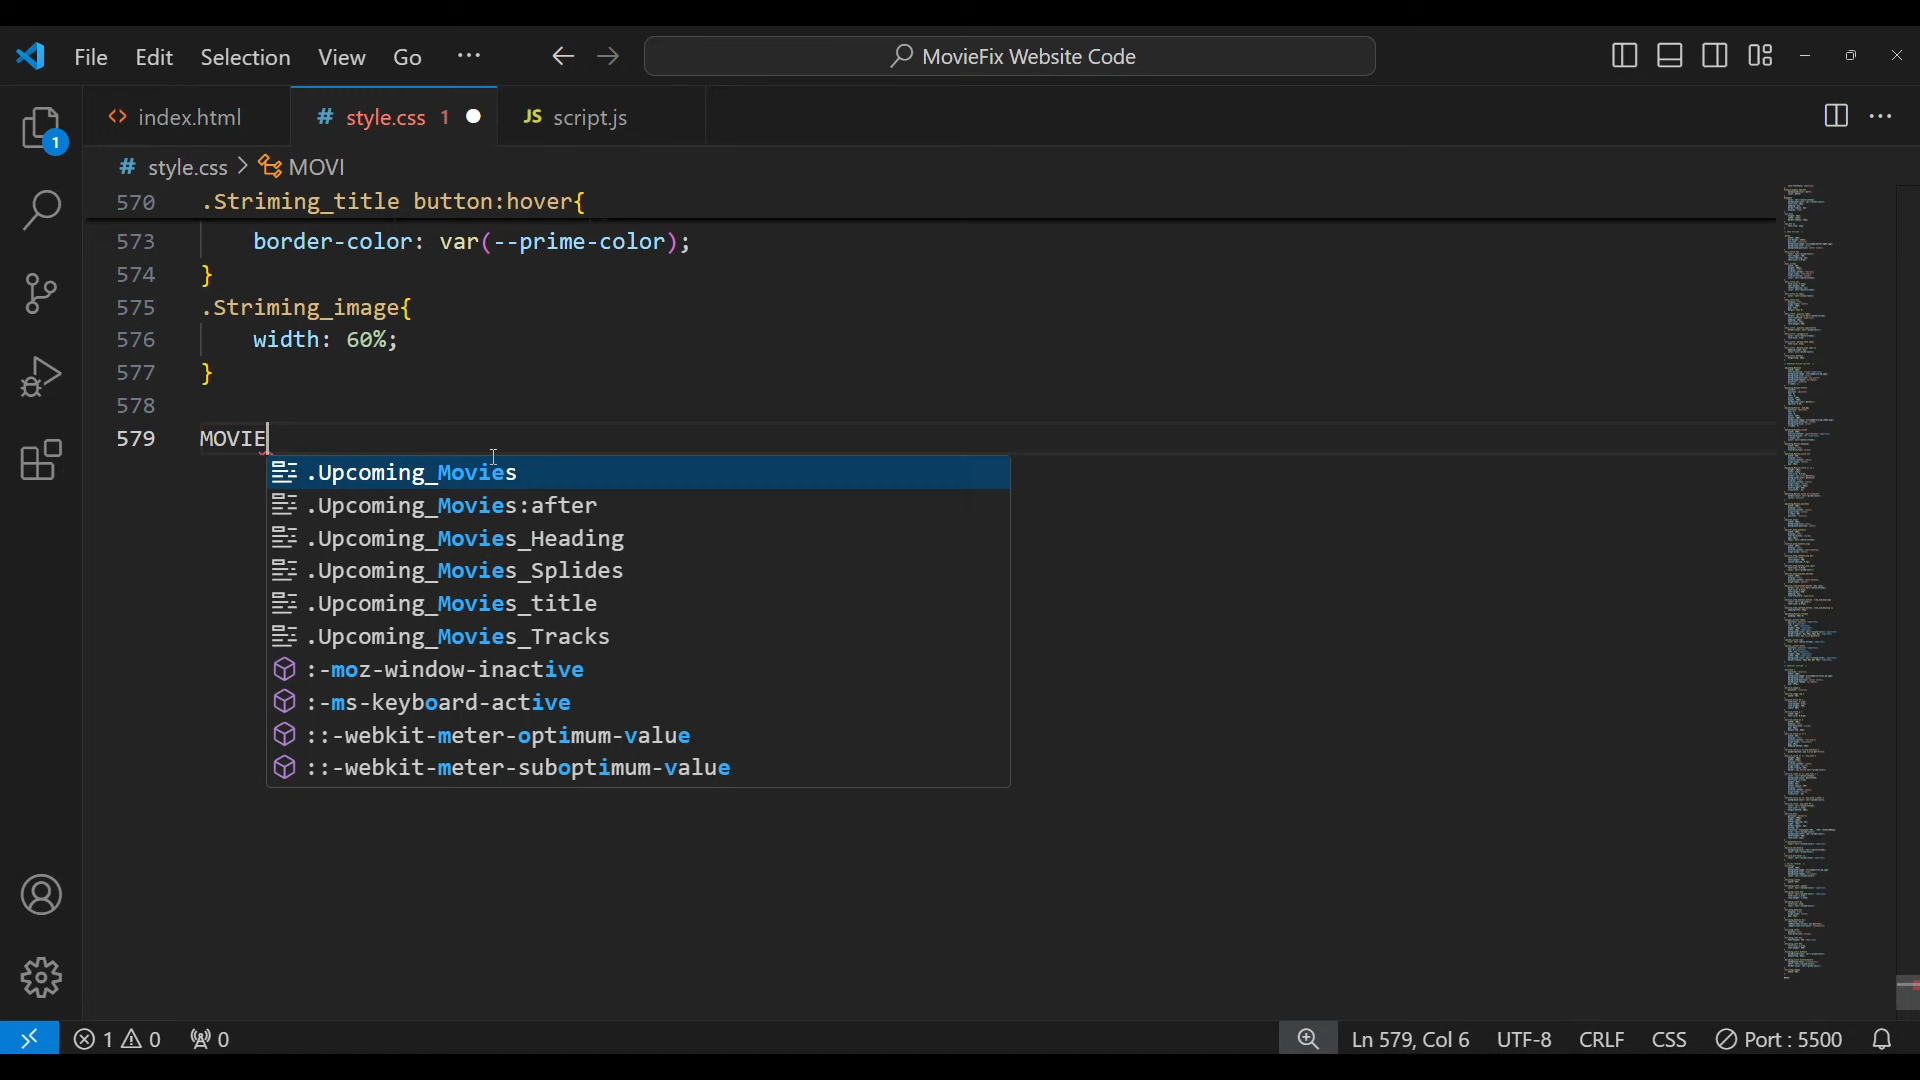 File Edit Selection View Go ··· MovieFix Website Code
index.html # style.css 1 JS script.js
# style.css > MOVI
570 .Striming_title button:hover{
573 border-color: var(--prime-color);
574 }
575 .Striming_image{
576 width: 60%;
577 }
578
579 MOVIE
.Upcoming_Movies
.Upcoming_Movies:after
.Upcoming_Movies_Heading
.Upcoming_Movies_Splides
.Upcoming_Movies_title
.Upcoming_Movies_Tracks
:-moz-window-inactive
:-ms-keyboard-active
::-webkit-meter-optimum-value
::-webkit-meter-suboptimum-value
1
1 0 0 Ln 579, Col 6 UTF-8 CRLF CSS Port : 5500